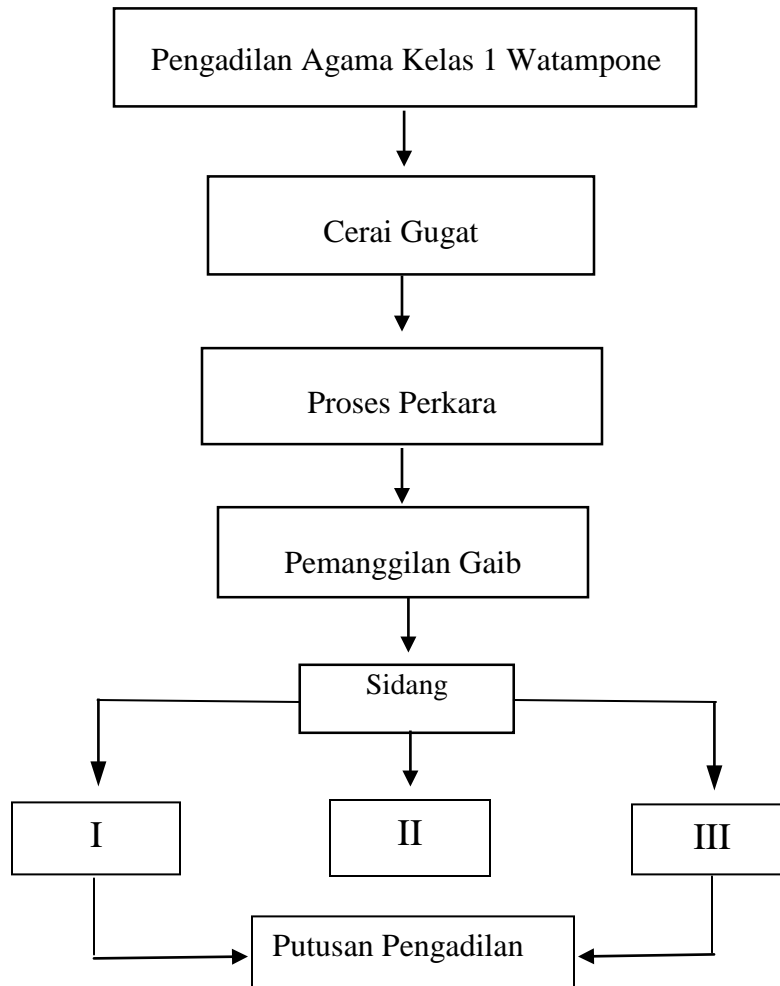 Pengadilan Agama Kelas 1 Watampone
Cerai Gugat
Proses Perkara
Pemanggilan Gaib
Sidang
I
II
III
Putusan Pengadilan